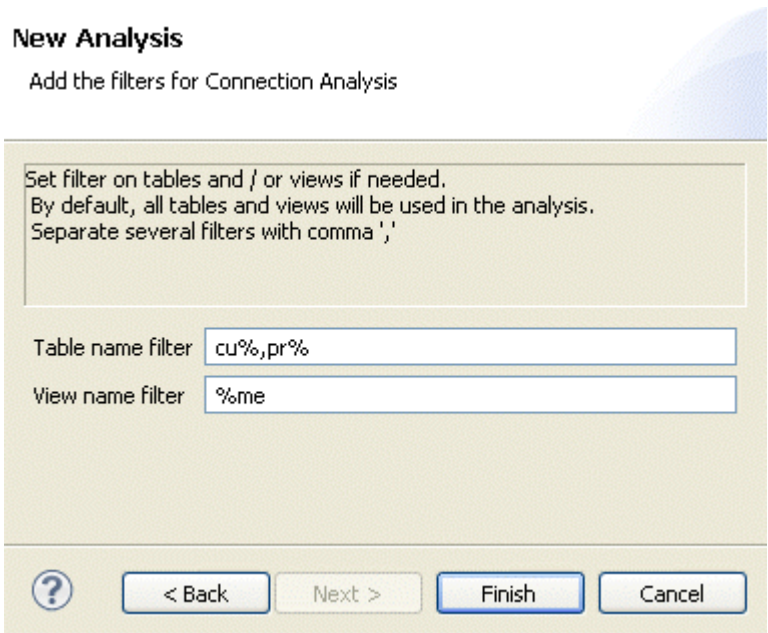 New Analysis
Add the filters for Connection Analysis
Set filter on tables and / or views if needed.
By default, all tables and views will be used in the analysis.
Separate several filters with comma ','
Table name filter cu%,pr%
View name filter %me
? < Back Next > Finish Cancel